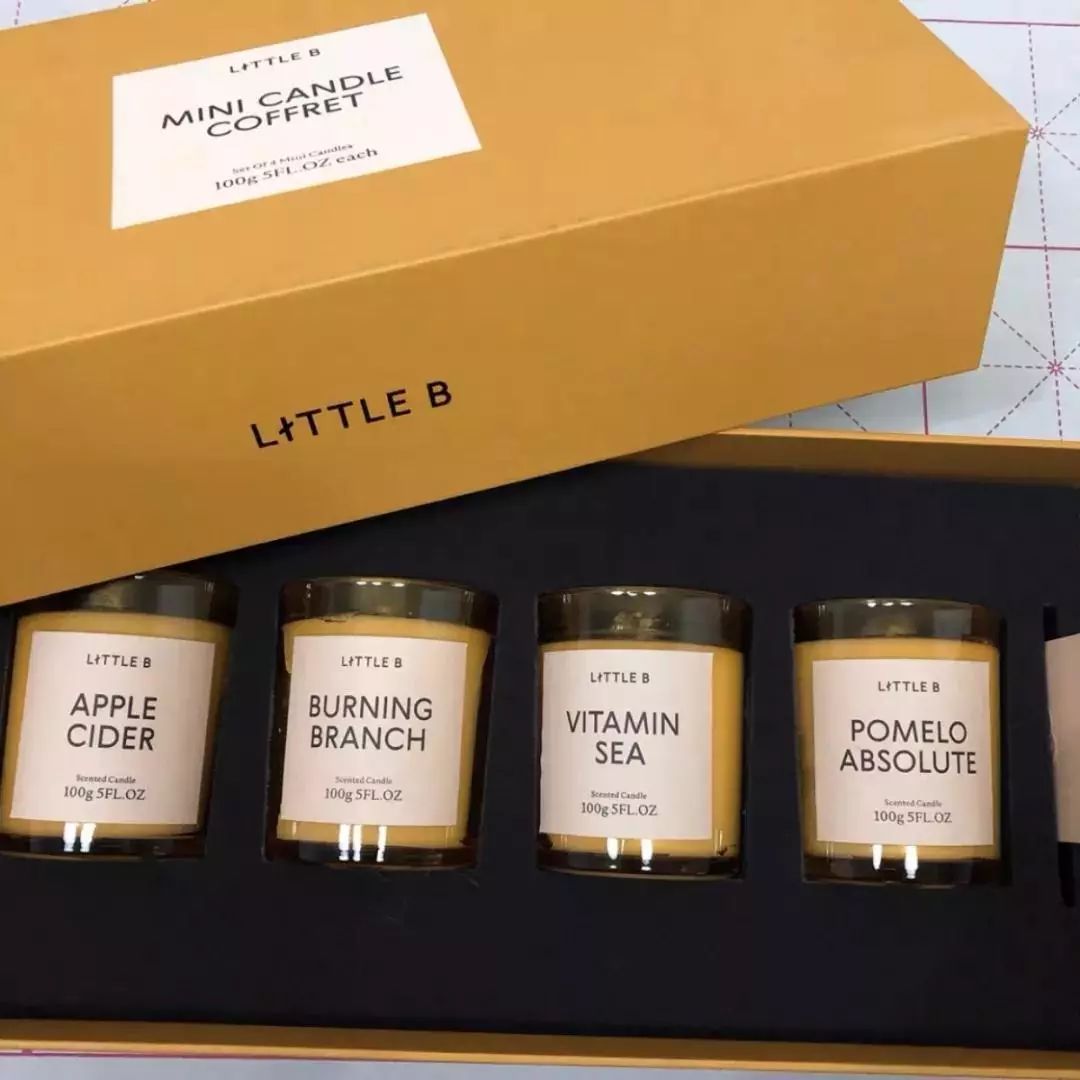 LITTLE B
MINI CANDLE
COFFRET
Set Of 4 Mini Candles
100g 5FL.OZ each
LITTLE B
LITTLE B
APPLE
CIDER
Scented Candle
100g 5FL.OZ
LITTLE B
BURNING
BRANCH
Scented Candle
100g 5FL.OZ
LITTLE B
VITAMIN
SEA
Scented Candle
100g 5FL.OZ
LITTLE B
POMELO
ABSOLUTE
Scented Candle
100g 5FL.OZ